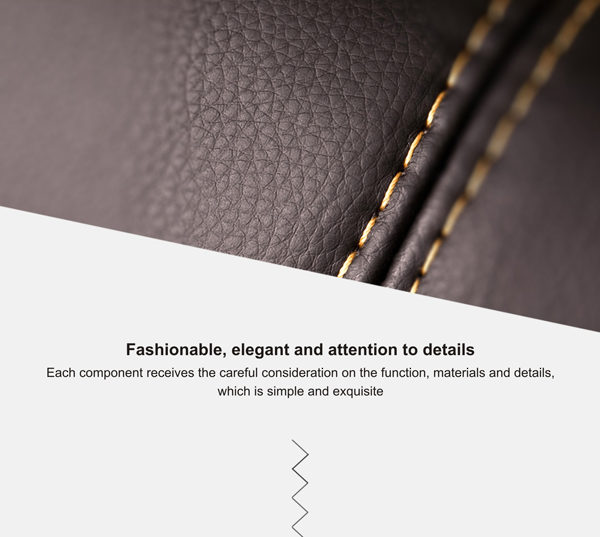 Fashionable, elegant and attention to details
Each component receives the careful consideration on the function, materials and details,
which is simple and exquisite